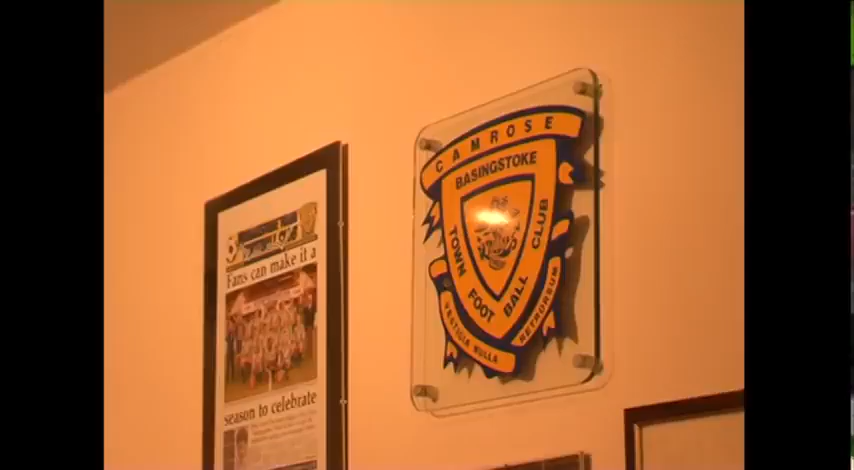 Fans can make it a
season to celebrate
CAMROSE
BASINGSTOKE
TOWN
FOOT
BALL
CLUB
VESTIGIA NULLA
RETRORSUM